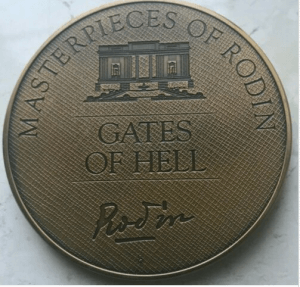 MASTERPIECES OF RODIN
GATES
OF HELL
Rodin